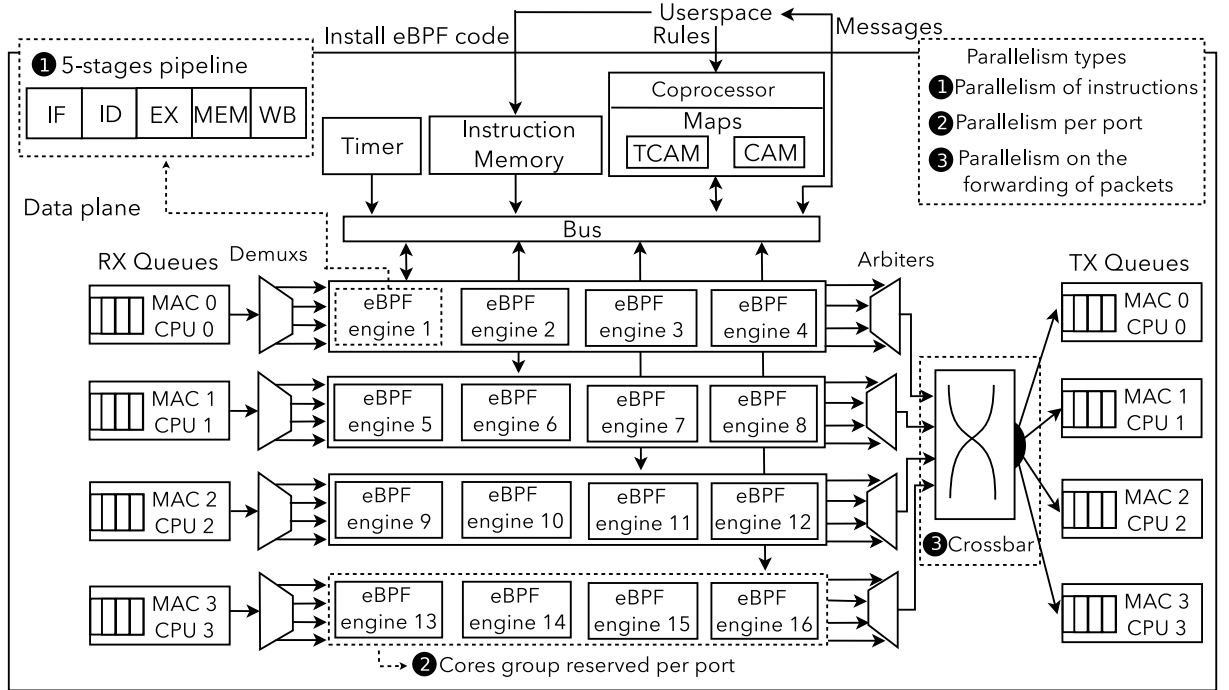 Userspace
Install eBPF code
Rules
Messages
❶ 5-stages pipeline
IF ID EX MEM WB
Parallelism types
❶ Parallelism of instructions
❷ Parallelism per port
❸ Parallelism on the
forwarding of packets
Timer
Instruction
Memory
Coprocessor
Maps
TCAM CAM
Data plane
Bus
RX Queues
Demuxs
Arbiters
TX Queues
MAC 0
CPU 0
eBPF
engine 1
eBPF
engine 2
eBPF
engine 3
eBPF
engine 4
MAC 0
CPU 0
MAC 1
CPU 1
eBPF
engine 5
eBPF
engine 6
eBPF
engine 7
eBPF
engine 8
MAC 1
CPU 1
MAC 2
CPU 2
eBPF
engine 9
eBPF
engine 10
eBPF
engine 11
eBPF
engine 12
MAC 2
CPU 2
❸ Crossbar
MAC 3
CPU 3
eBPF
engine 13
eBPF
engine 14
eBPF
engine 15
eBPF
engine 16
MAC 3
CPU 3
❷ Cores group reserved per port